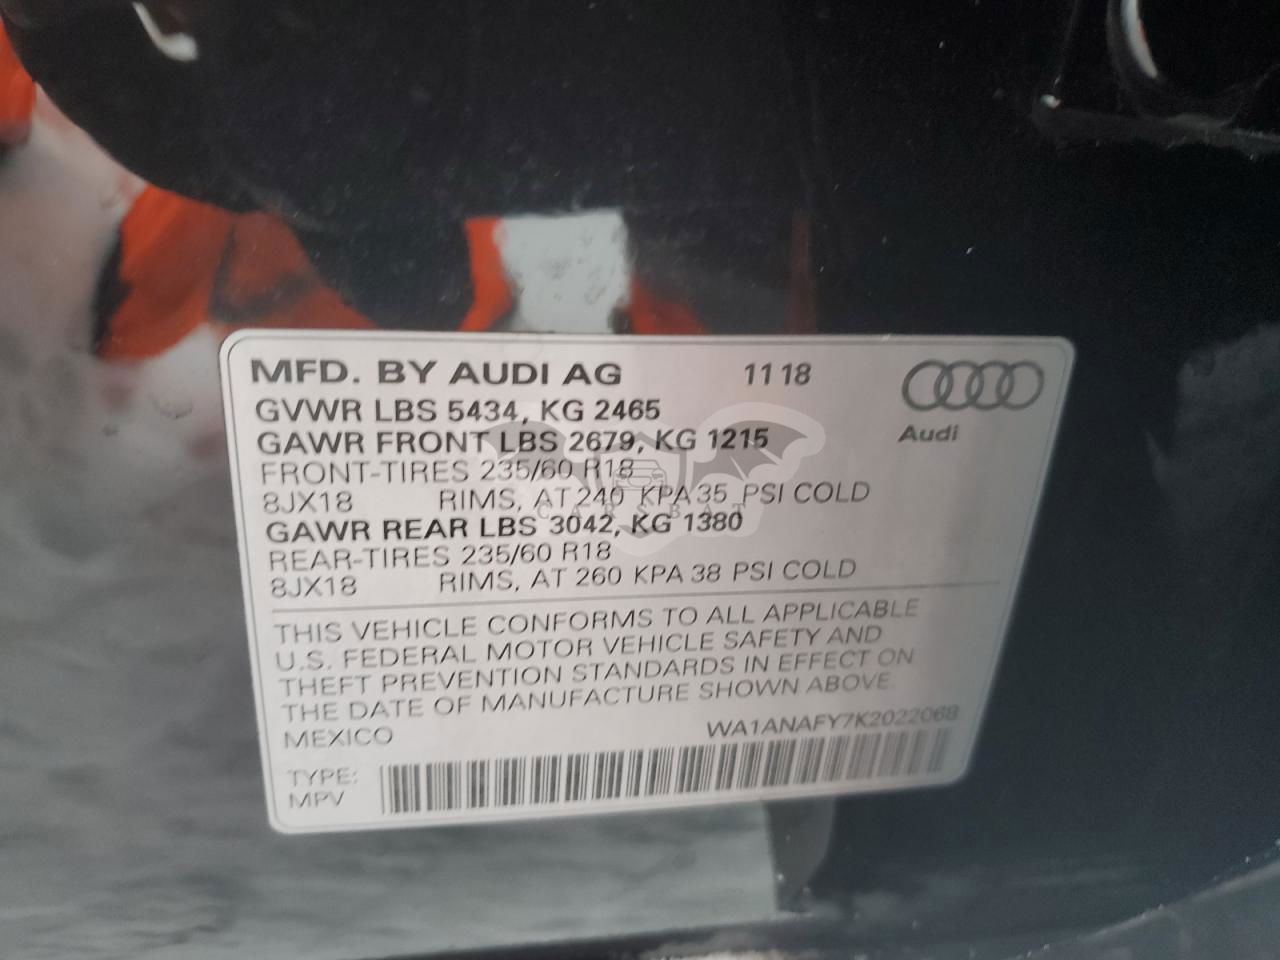 MFD. BY AUDI AG 11 18
GVWR LBS 5434, KG 2465
Audi
GAWR FRONT LBS 2679, KG 1215
FRONT-TIRES 235/60 R18
8JX18 RIMS, AT 240 KPA 35 PSI COLD
CARSBAT
GAWR REAR LBS 3042, KG 1380
REAR-TIRES 235/60 R18
8JX18 RIMS, AT 260 KPA 38 PSI COLD
THIS VEHICLE CONFORMS TO ALL APPLICABLE
U.S. FEDERAL MOTOR VEHICLE SAFETY AND
THEFT PREVENTION STANDARDS IN EFFECT ON
THE DATE OF MANUFACTURE SHOWN ABOVE.
MEXICO WA1ANAFY7K2022068
TYPE:
MPV